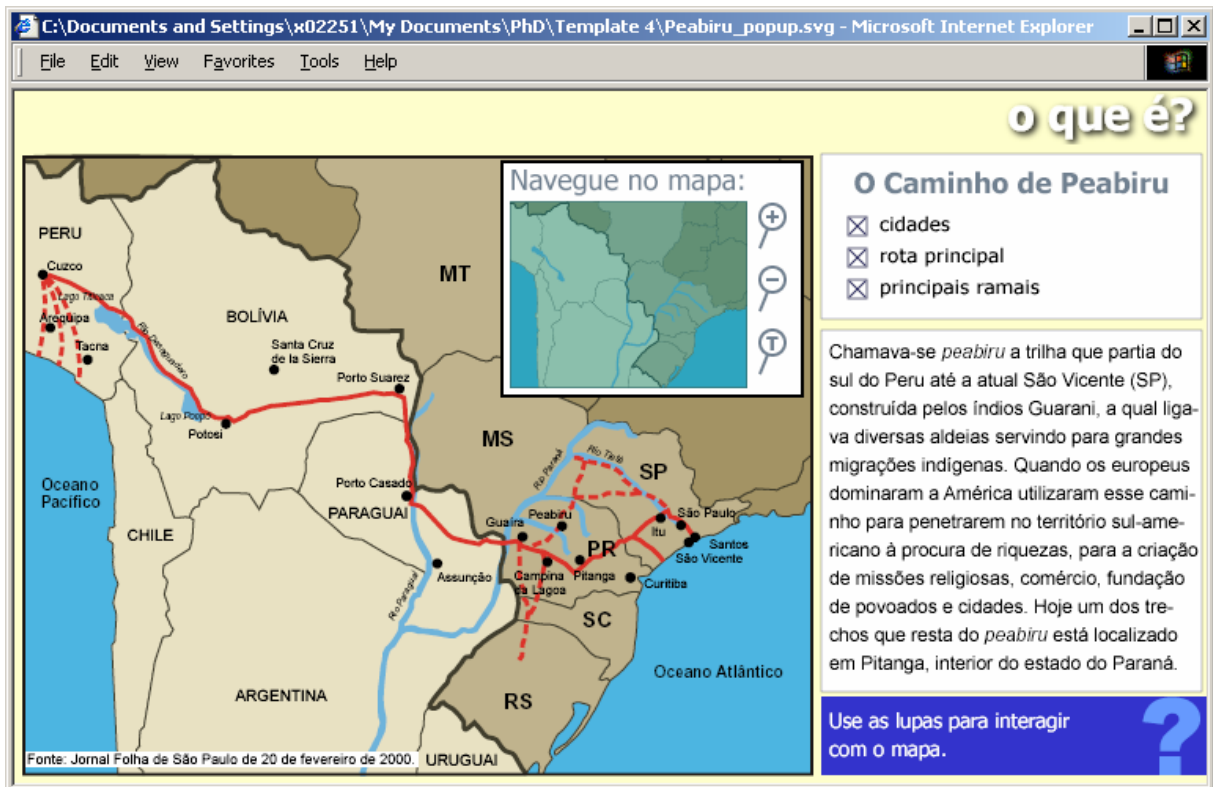 C:\Documents and Settings\x02251\My Documents\PhD\Template 4\Peabiru_popup.svg - Microsoft Internet Explorer
File Edit View Favorites Tools Help
o que é?
Navegue no mapa:
T
PERU
Cuzco
Lago Titicaca
Arequipa
Tacna
Rio Desaguadero
BOLÍVIA
Santa Cruz
de la Sierra
Porto Suarez
Lago Poopo
Potosi
MT
MS
Oceano
Pacífico
CHILE
Porto Casado
PARAGUAI
Rio Paraná
Rio Tietê
SP
Guaíra
Peabiru
São Paulo
Itu
Santos
São Vicente
PR
Assunção
Campina
da Lagoa
Pitanga
Curitiba
Rio Paraguai
SC
Oceano Atlântico
ARGENTINA
RS
URUGUAI
Fonte: Jornal Folha de São Paulo de 20 de fevereiro de 2000.
O Caminho de Peabiru
cidades
rota principal
principais ramais
Chamava-se peabiru a trilha que partia do
sul do Peru até a atual São Vicente (SP),
construída pelos índios Guarani, a qual liga-
va diversas aldeias servindo para grandes
migrações indígenas. Quando os europeus
dominaram a América utilizaram esse cami-
nho para penetrarem no território sul-ame-
ricano à procura de riquezas, para a criação
de missões religiosas, comércio, fundação
de povoados e cidades. Hoje um dos tre-
chos que resta do peabiru está localizado
em Pitanga, interior do estado do Paraná.
Use as lupas para interagir
com o mapa.
?